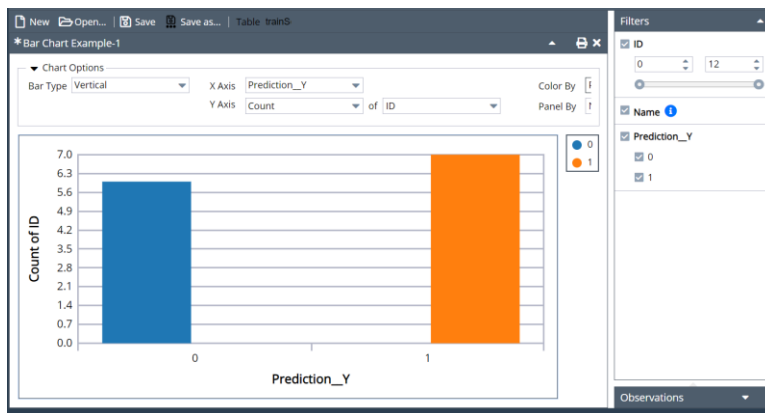 New Open... | Save Save as... | Table trainS
*Bar Chart Example-1
Chart Options
Bar Type Vertical X Axis Prediction__Y Color By
Y Axis Count of ID Panel By
7.0
6.3
5.6
4.9
4.2
3.5
2.8
2.1
1.4
0.7
0.0
Count of ID
0 1
Prediction__Y
0
1
Filters
ID
0 12
Name
Prediction__Y
0
1
Observations